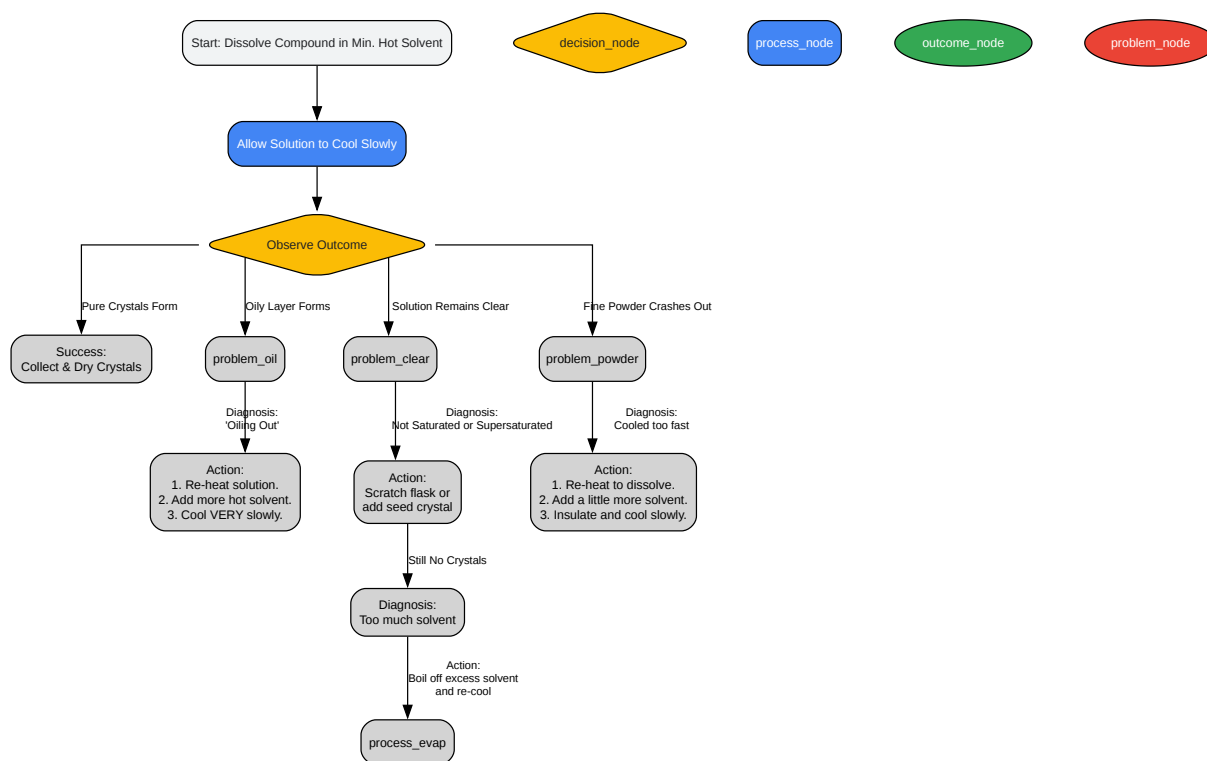 Start: Dissolve Compound in Min. Hot Solvent
decision_node
process_node
outcome_node
problem_node
Allow Solution to Cool Slowly
Observe Outcome
Pure Crystals Form
Oily Layer Forms
Solution Remains Clear
Fine Powder Crashes Out
Success:
Collect & Dry Crystals
problem_oil
problem_clear
problem_powder
Diagnosis:
'Oiling Out'
Diagnosis:
Not Saturated or Supersaturated
Diagnosis:
Cooled too fast
Action:
1. Re-heat solution.
2. Add more hot solvent.
3. Cool VERY slowly.
Action:
Scratch flask or
add seed crystal
Action:
1. Re-heat to dissolve.
2. Add a little more solvent.
3. Insulate and cool slowly.
Still No Crystals
Diagnosis:
Too much solvent
Action:
Boil off excess solvent
and re-cool
process_evap